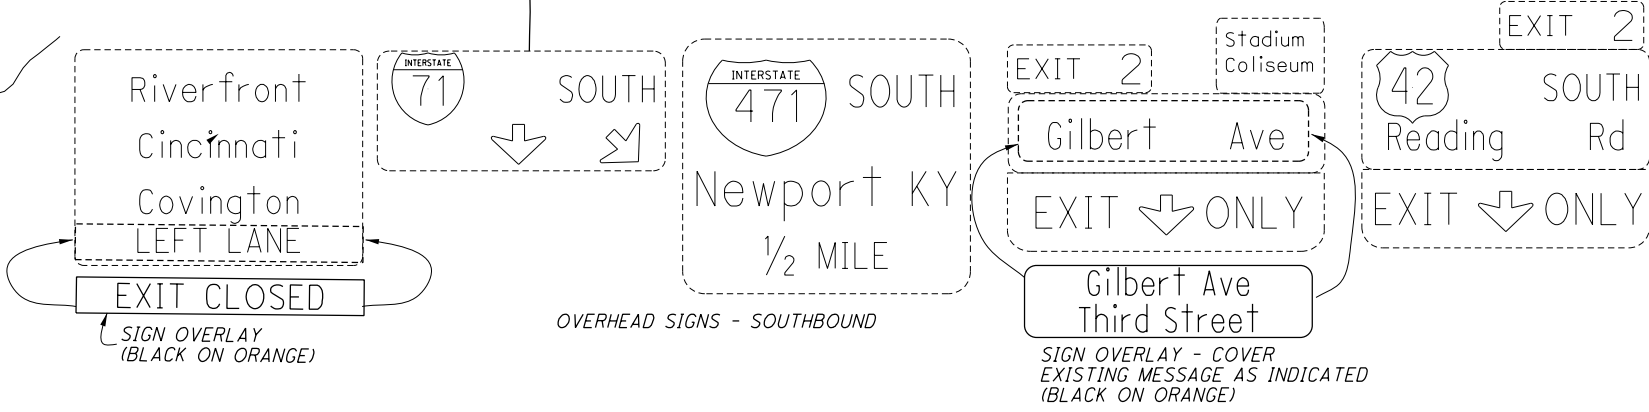 Riverfront
Cincinnati
Covington
LEFT LANE
EXIT CLOSED
SIGN OVERLAY
(BLACK ON ORANGE)
INTERSTATE
71
SOUTH
INTERSTATE
471
SOUTH
Newport KY
1/2 MILE
OVERHEAD SIGNS - SOUTHBOUND
EXIT 2
Stadium
Coliseum
Gilbert Ave
EXIT ONLY
Gilbert Ave
Third Street
SIGN OVERLAY - COVER
EXISTING MESSAGE AS INDICATED
(BLACK ON ORANGE)
EXIT 2
42
SOUTH
Reading Rd
EXIT ONLY